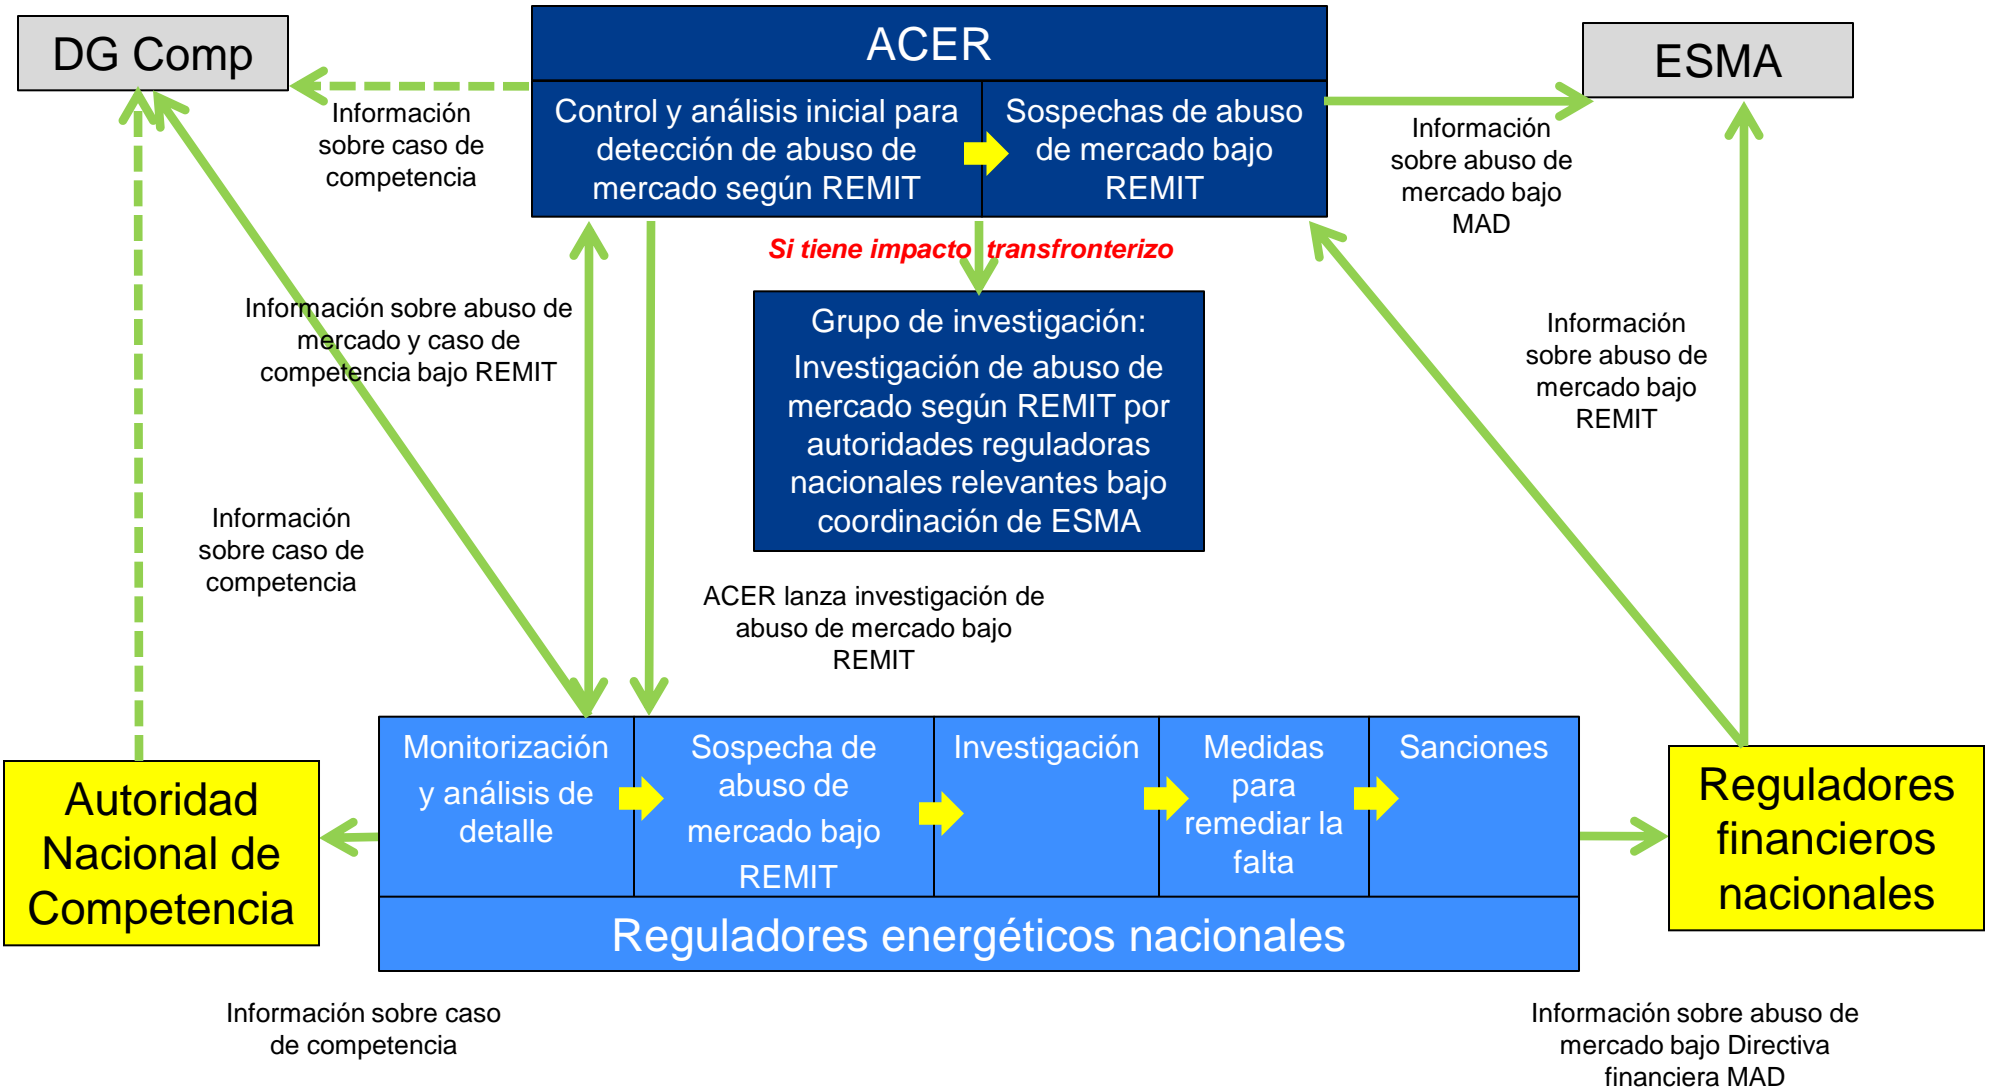 DG Comp
ACER
ESMA
Información
sobre caso de
competencia
Control y análisis inicial para
detección de abuso de
mercado según REMIT
Sospechas de abuso
de mercado bajo
REMIT
Información
sobre abuso de
mercado bajo
MAD
Si tiene impacto transfronterizo
Información sobre abuso de
mercado y caso de
competencia bajo REMIT
Grupo de investigación:
Investigación de abuso de
mercado según REMIT por
autoridades reguladoras
nacionales relevantes bajo
coordinación de ESMA
Información
sobre abuso de
mercado bajo
REMIT
Información
sobre caso de
competencia
ACER lanza investigación de
abuso de mercado bajo
REMIT
Autoridad
Nacional de
Competencia
Monitorización
y análisis de
detalle
Sospecha de
abuso de
mercado bajo
REMIT
Investigación
Medidas
para
remediar la
falta
Sanciones
Reguladores energéticos nacionales
Reguladores
financieros
nacionales
Información sobre caso
de competencia
Información sobre abuso de
mercado bajo Directiva
financiera MAD